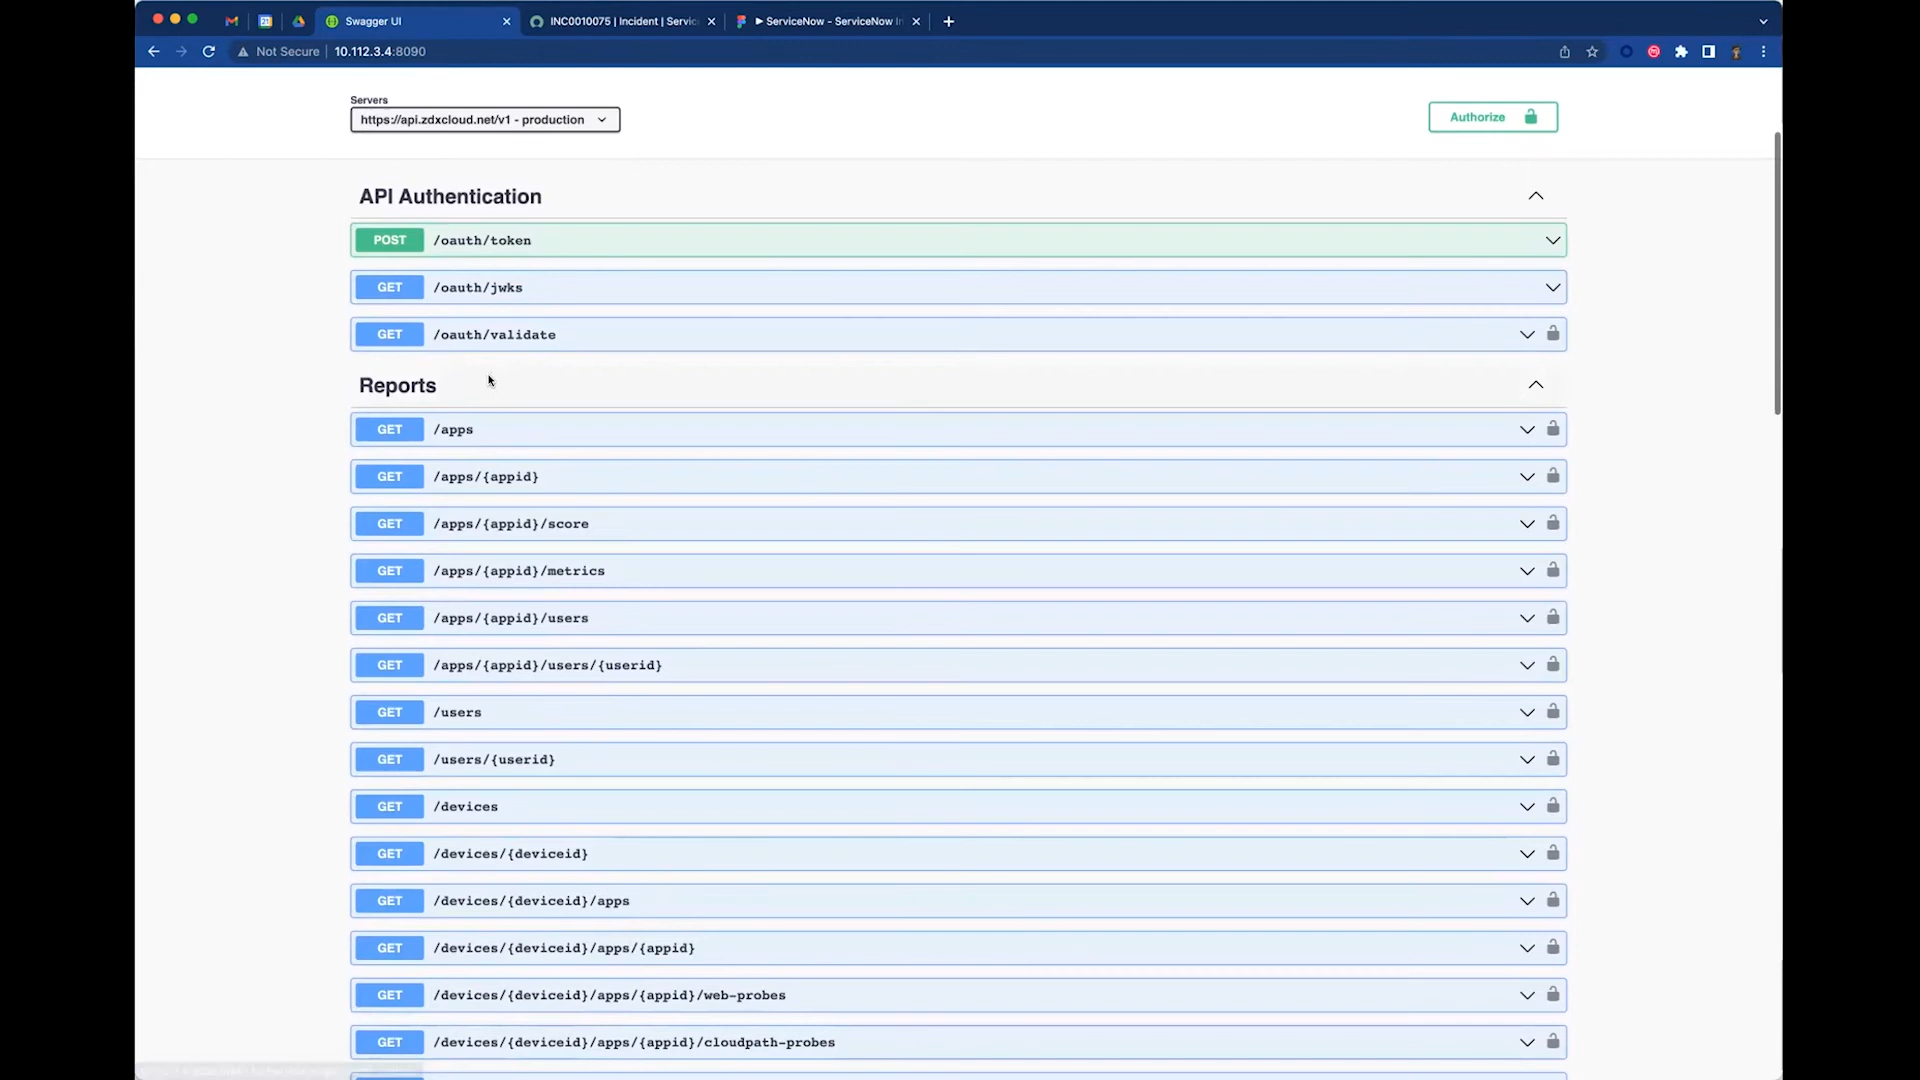 Swagger UI
INC0010075 | Incident | Servic
ServiceNow - ServiceNow In
Not Secure
10.112.3.4:8090
Servers
https://api.zdxcloud.net/v1 - production
Authorize
API Authentication
POST /oauth/token
GET /oauth/jwks
GET /oauth/validate
Reports
GET /apps
GET /apps/{appid}
GET /apps/{appid}/score
GET /apps/{appid}/metrics
GET /apps/{appid}/users
GET /apps/{appid}/users/{userid}
GET /users
GET /users/{userid}
GET /devices
GET /devices/{deviceid}
GET /devices/{deviceid}/apps
GET /devices/{deviceid}/apps/{appid}
GET /devices/{deviceid}/apps/{appid}/web-probes
GET /devices/{deviceid}/apps/{appid}/cloudpath-probes